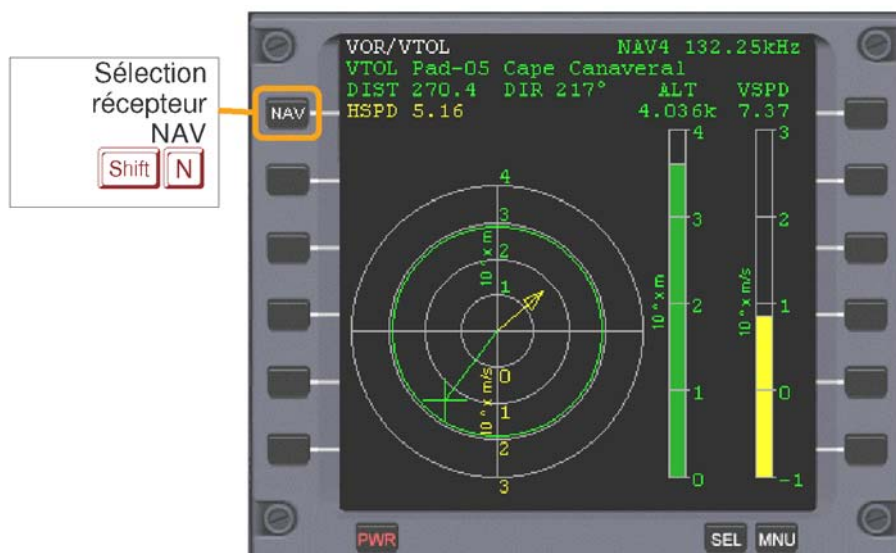 Sélection
récepteur
NAV
Shift N
NAV
VOR/VTOL NAV4 132.25kHz
VTOL Pad-05 Cape Canaveral
DIST 270.4 DIR 217° ALT VSPD
HSPD 5.16 4.036k 7.37
4
3
2
1
10^x m
0
1
2
3
10^x m/s
4
3
2
1
0
10^x m
3
2
1
0
-1
10^x m/s
PWR
SEL MNU